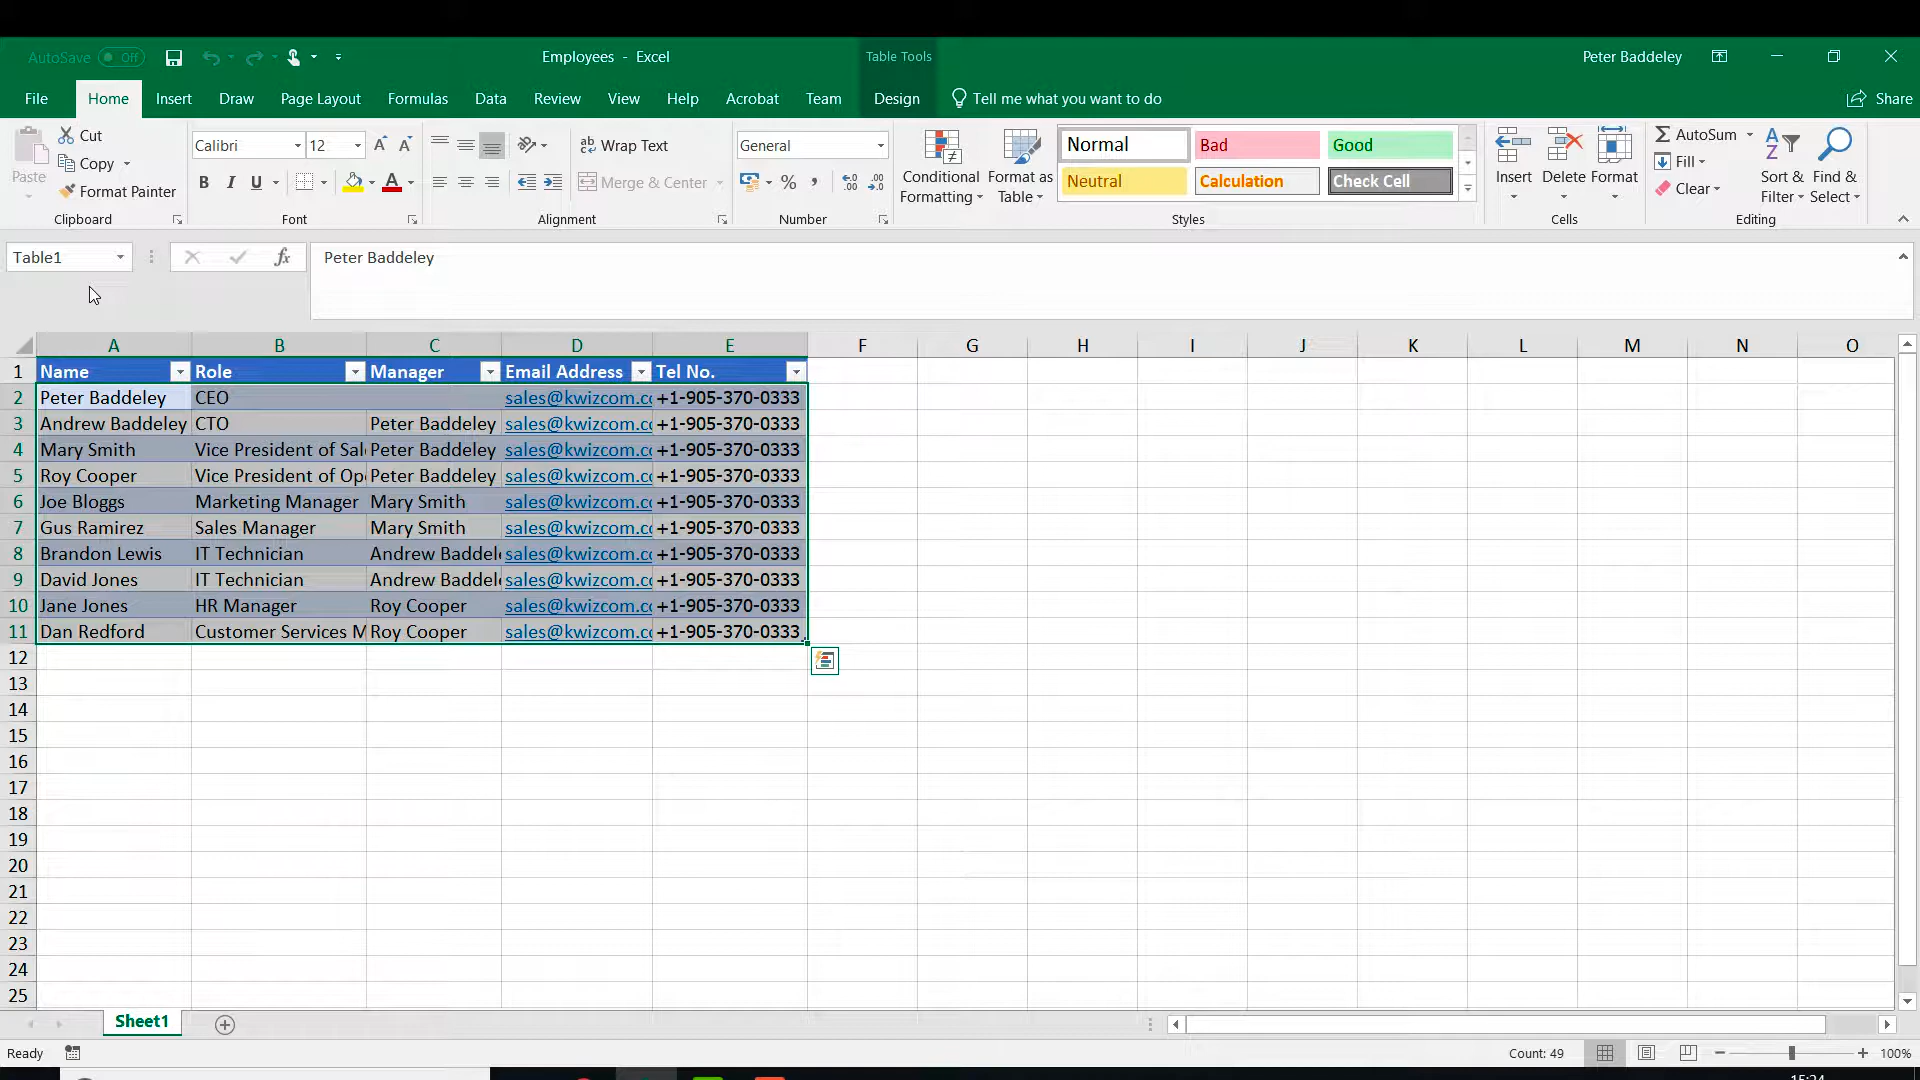 AutoSave Off Employees - Excel Table Tools Peter Baddeley
File Home Insert Draw Page Layout Formulas Data Review View Help Acrobat Team Design Tell me what you want to do Share
Paste Cut Copy Format Painter Clipboard
Calibri 12 B I U A Font
ab Wrap Text Merge & Center Alignment
General % , Number
Conditional Formatting Format as Table
Normal Bad Good
Neutral Calculation Check Cell
Styles
Insert Delete Format Cells
AutoSum Fill Clear Sort & Filter Find & Select Editing
Table1 fx Peter Baddeley
A B C D E F G H I J K L M N O
1 Name Role Manager Email Address Tel No.
2 Peter Baddeley CEO sales@kwizcom.cc +1-905-370-0333
3 Andrew Baddeley CTO Peter Baddeley sales@kwizcom.cc +1-905-370-0333
4 Mary Smith Vice President of Sal Peter Baddeley sales@kwizcom.cc +1-905-370-0333
5 Roy Cooper Vice President of Op Peter Baddeley sales@kwizcom.cc +1-905-370-0333
6 Joe Bloggs Marketing Manager Mary Smith sales@kwizcom.cc +1-905-370-0333
7 Gus Ramirez Sales Manager Mary Smith sales@kwizcom.cc +1-905-370-0333
8 Brandon Lewis IT Technician Andrew Baddel sales@kwizcom.cc +1-905-370-0333
9 David Jones IT Technician Andrew Baddel sales@kwizcom.cc +1-905-370-0333
10 Jane Jones HR Manager Roy Cooper sales@kwizcom.cc +1-905-370-0333
11 Dan Redford Customer Services M Roy Cooper sales@kwizcom.cc +1-905-370-0333
12
13
14
15
16
17
18
19
20
21
22
23
24
25
Sheet1
Ready Count: 49 100%